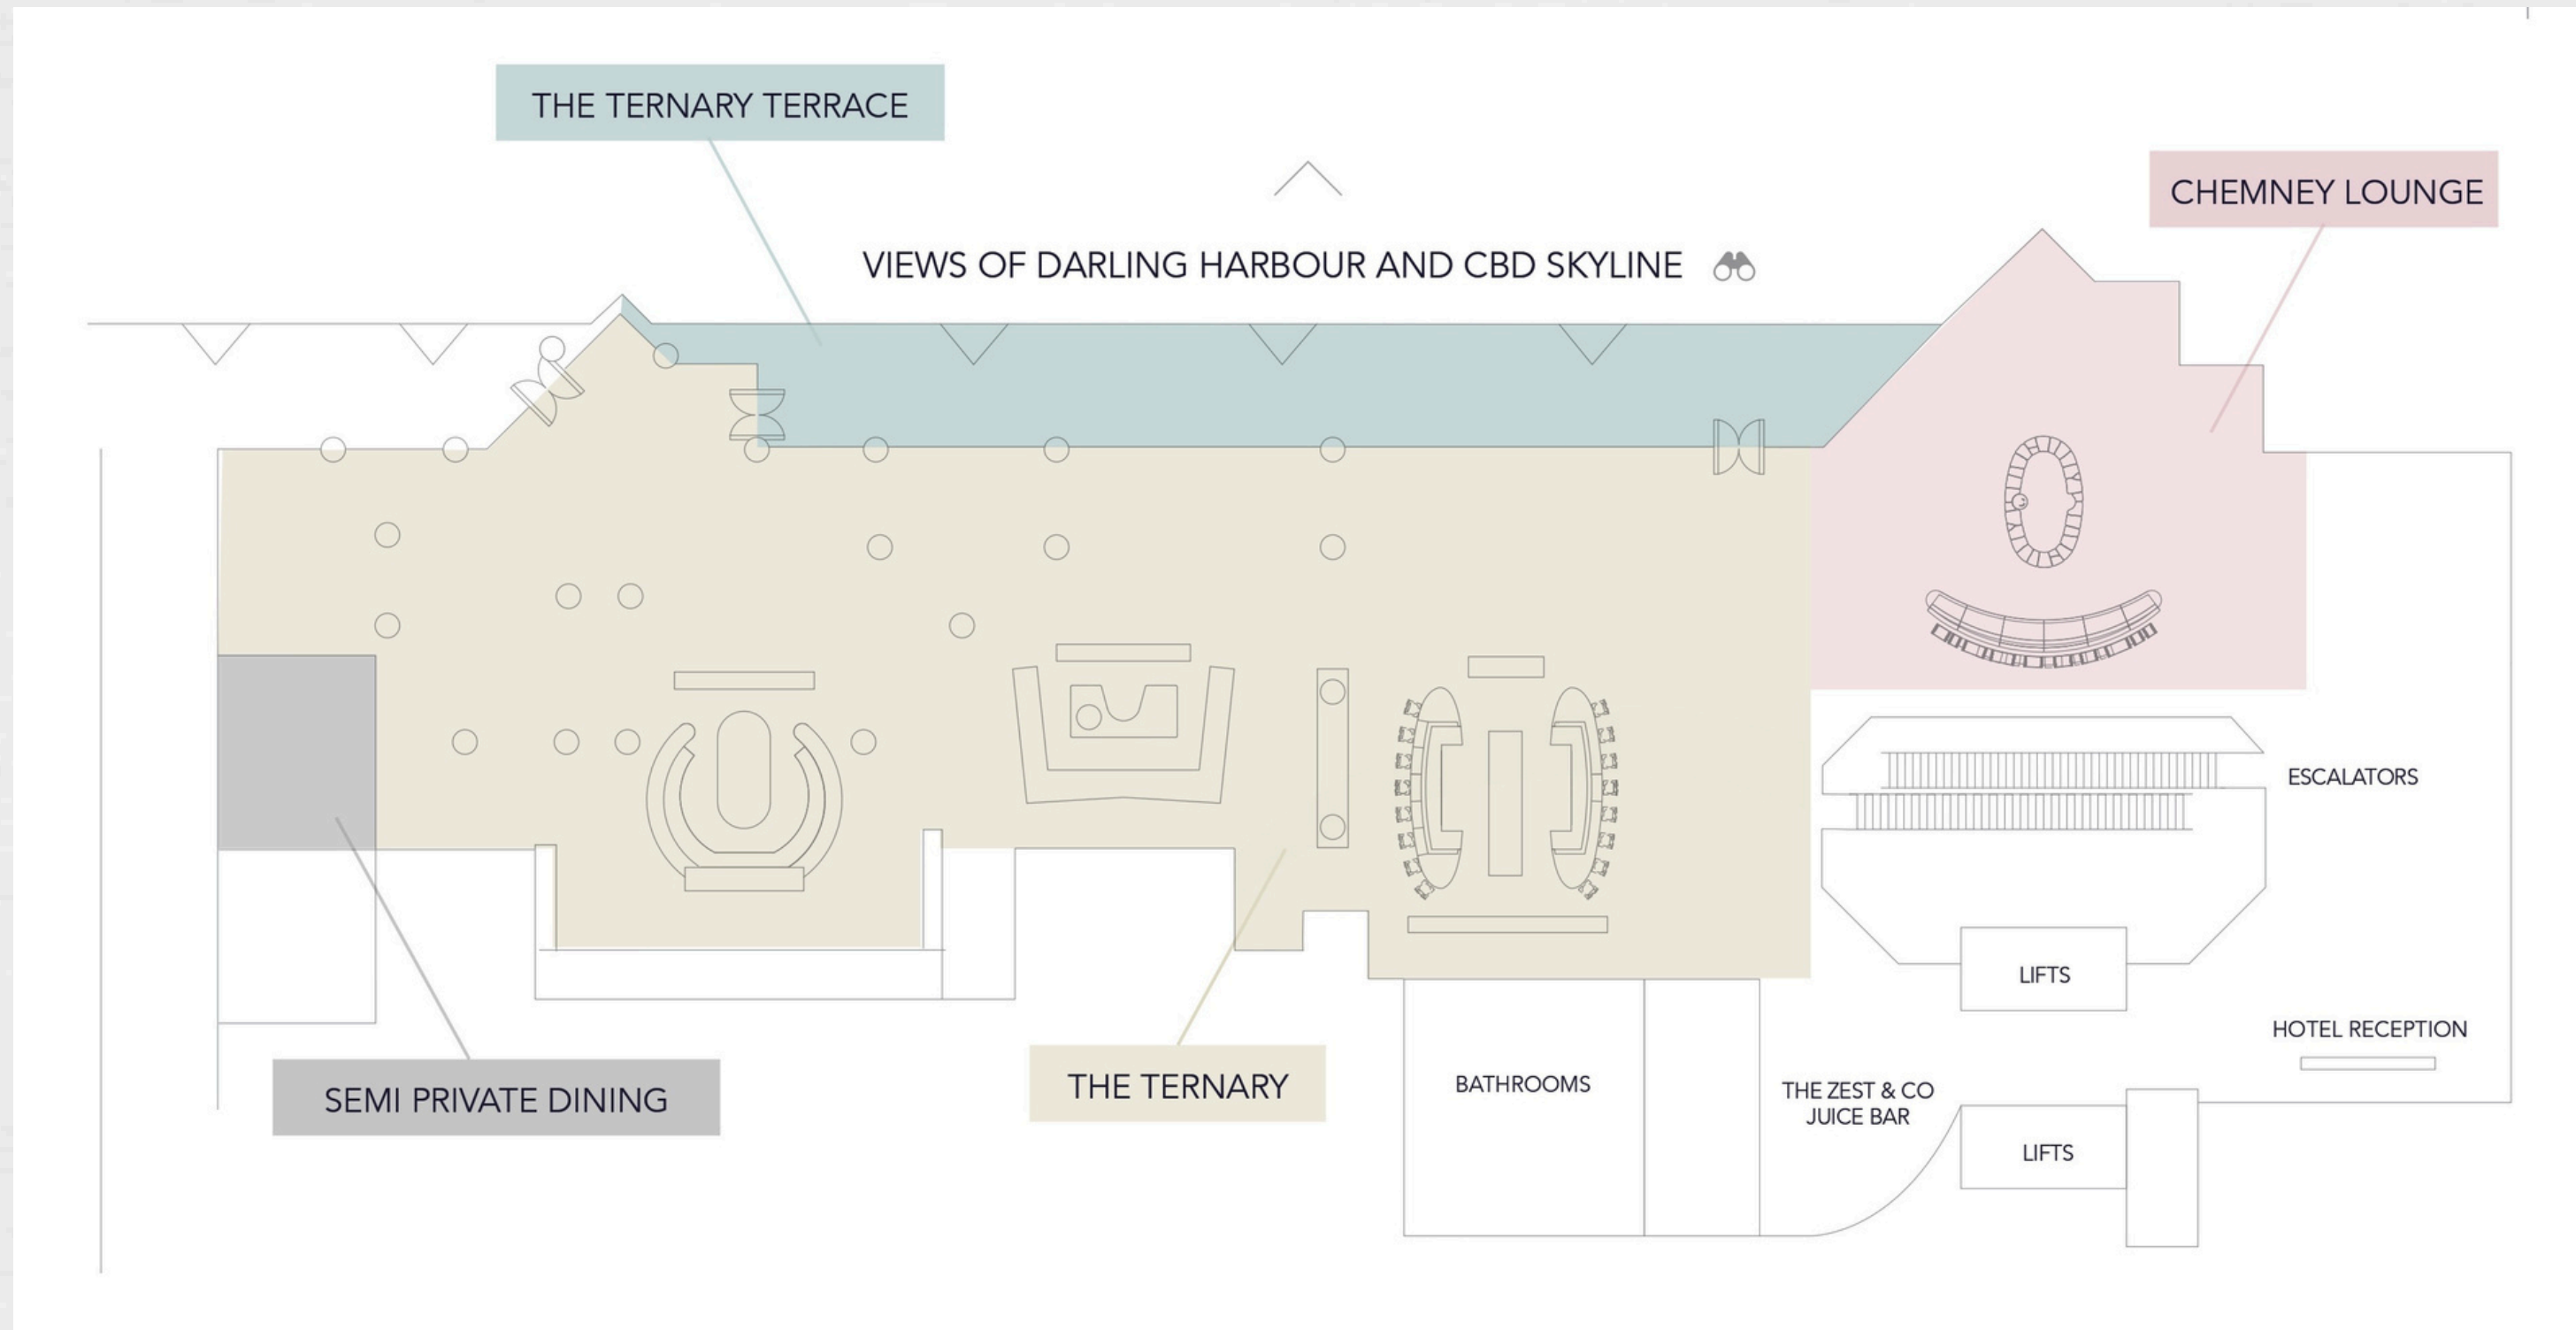 THE TERNARY TERRACE
CHEMNEY LOUNGE
VIEWS OF DARLING HARBOUR AND CBD SKYLINE
ESCALATORS
LIFTS
HOTEL RECEPTION
SEMI PRIVATE DINING
THE TERNARY
BATHROOMS
THE ZEST & CO
JUICE BAR
LIFTS